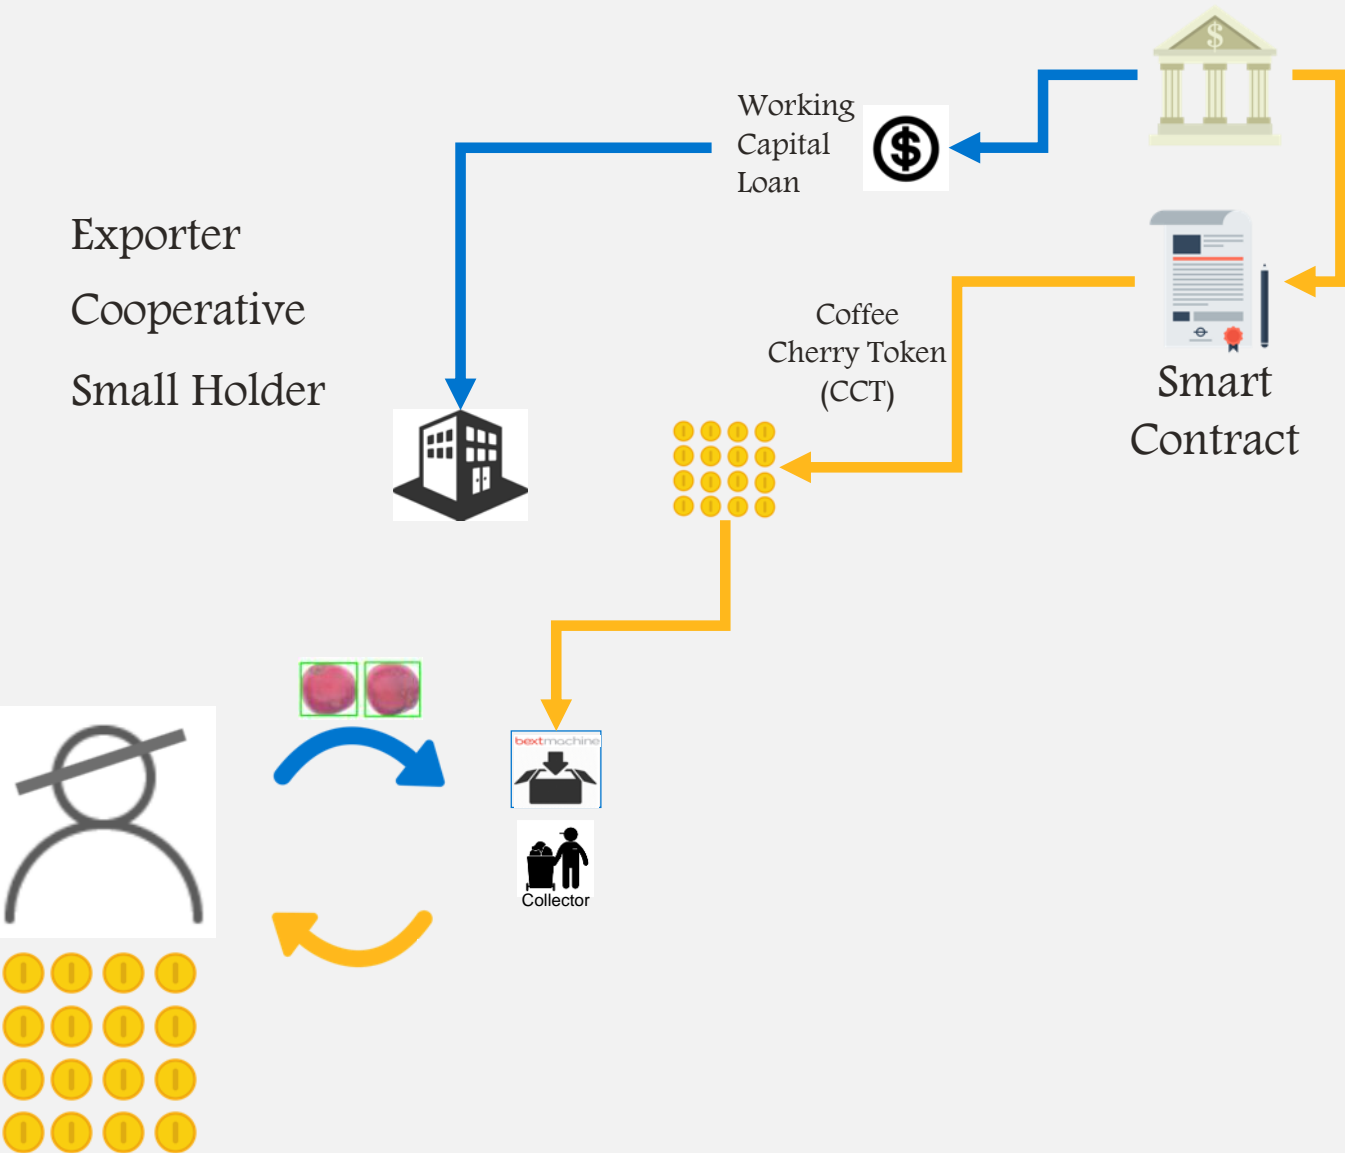 Working
Capital
Loan
$
$
Exporter
Cooperative
Small Holder
Coffee
Cherry Token
(CCT)
Smart
Contract
bextmachine
Collector